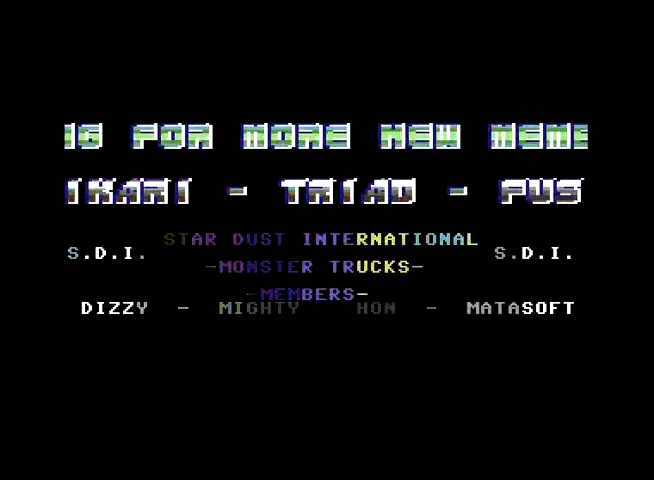 IG FOR MORE NEW MEME
IKARI - TRIAD - FUS
STAR DUST INTERNATIONAL
S.D.I. S.D.I.
-MONSTER TRUCKS-
-MEMBERS-
DIZZY - MIGHTY HON - MATASOFT